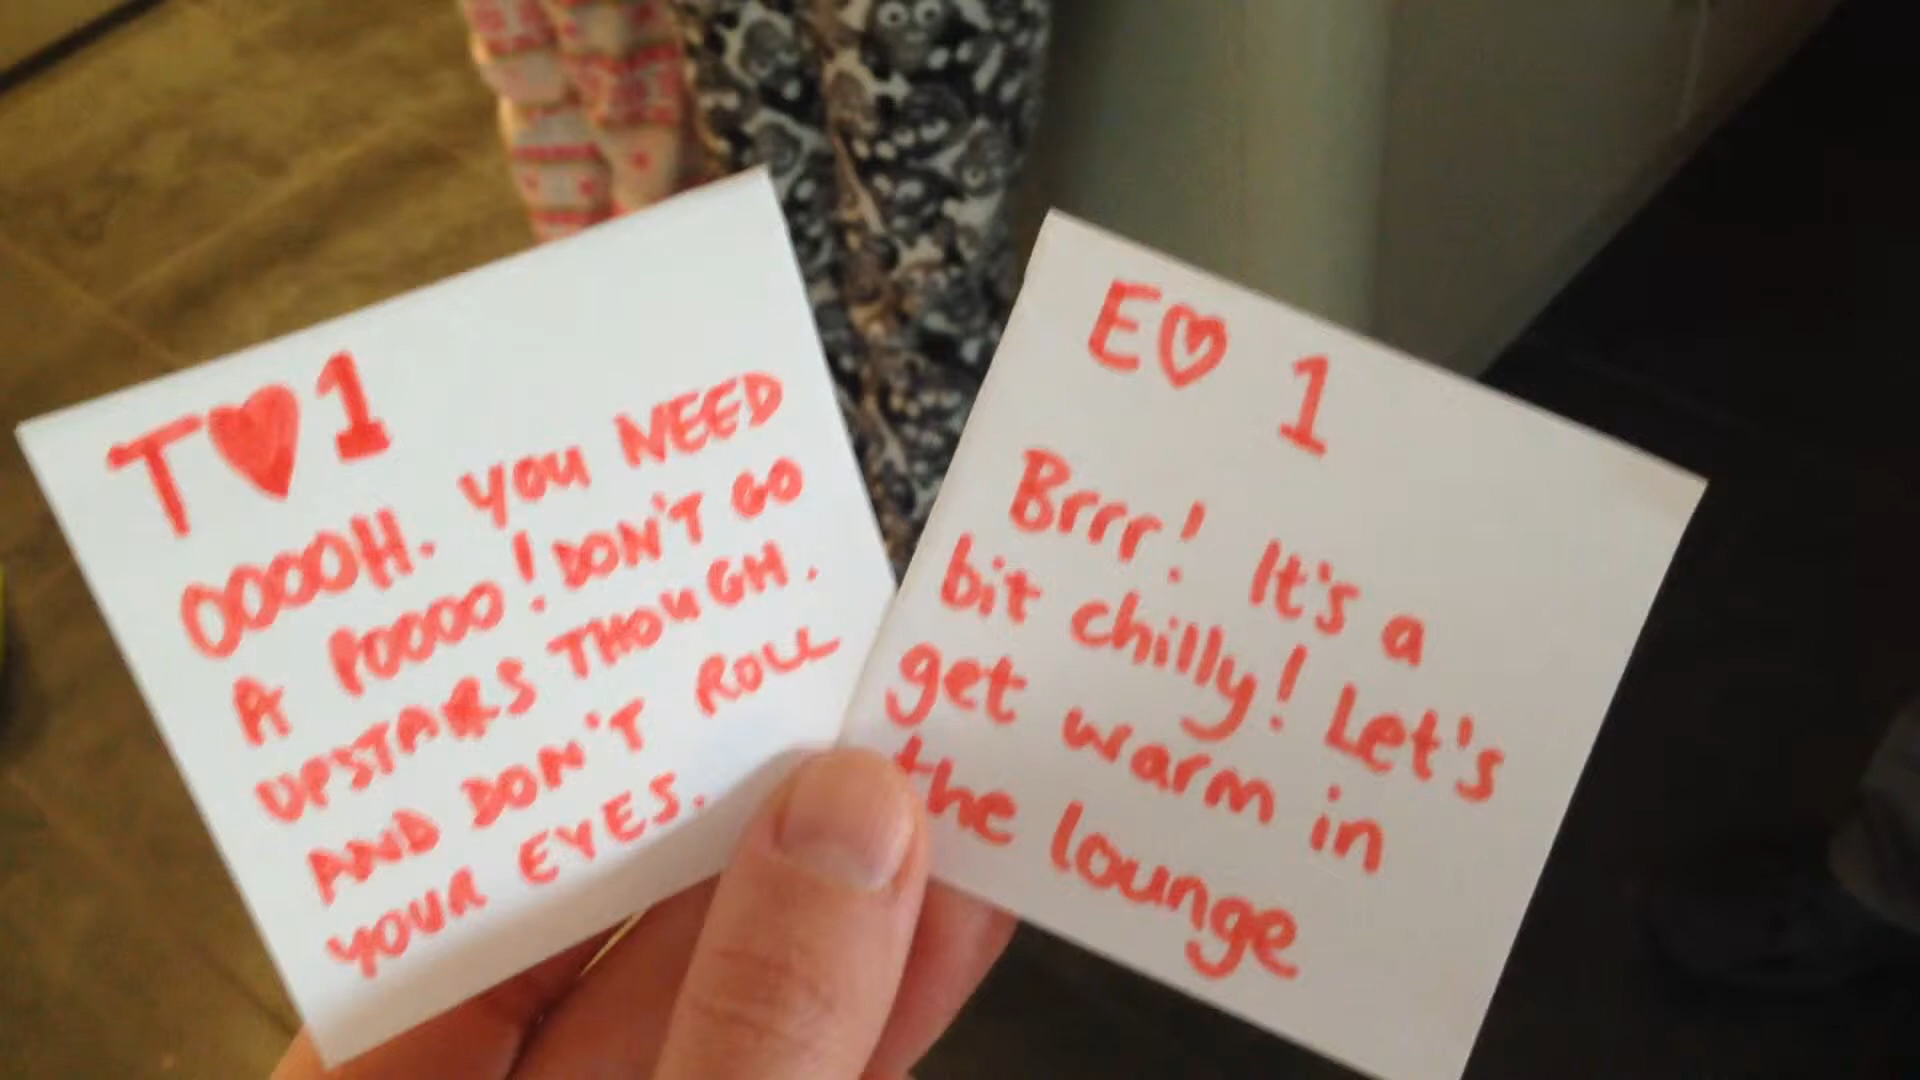 T♥1
OOOOH. YOU NEED
A POOOO! DON'T GO
UPSTARS THOUGH.
AND DON'T ROLL
YOUR EYES.
E♡ 1
Brrr! It's a
bit chilly! Let's
get warm in
the lounge